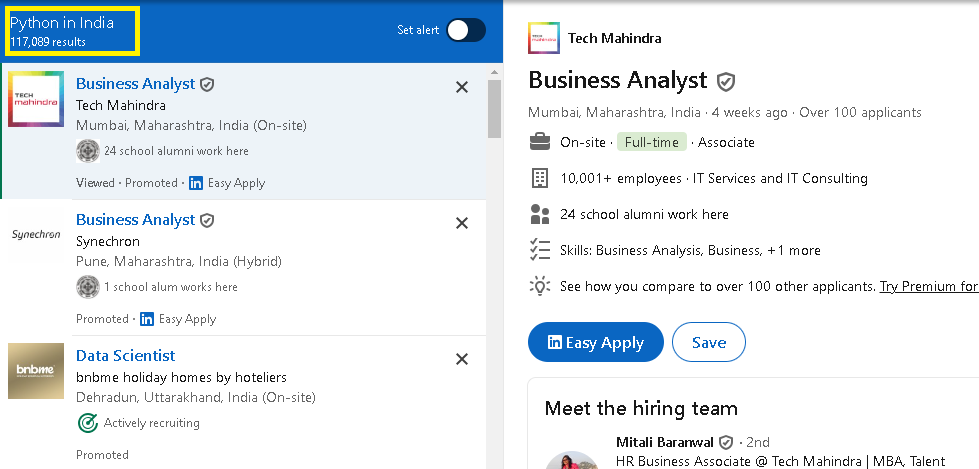 Python in India
117,089 results
Set alert
TECH
mahindra
Business Analyst
Tech Mahindra
Mumbai, Maharashtra, India (On-site)
24 school alumni work here
Viewed · Promoted · in Easy Apply
Synechron
Business Analyst
Synechron
Pune, Maharashtra, India (Hybrid)
1 school alum works here
Promoted · in Easy Apply
bnbme
Data Scientist
bnbme holiday homes by hoteliers
Dehradun, Uttarakhand, India (On-site)
Actively recruiting
Promoted
TECH
mahindra
Tech Mahindra
Business Analyst
Mumbai, Maharashtra, India · 4 weeks ago · Over 100 applicants
On-site · Full-time · Associate
10,001+ employees · IT Services and IT Consulting
24 school alumni work here
Skills: Business Analysis, Business, +1 more
See how you compare to over 100 other applicants. Try Premium for
in Easy Apply
Save
Meet the hiring team
Mitali Baranwal · 2nd
HR Business Associate @ Tech Mahindra | MBA, Talent